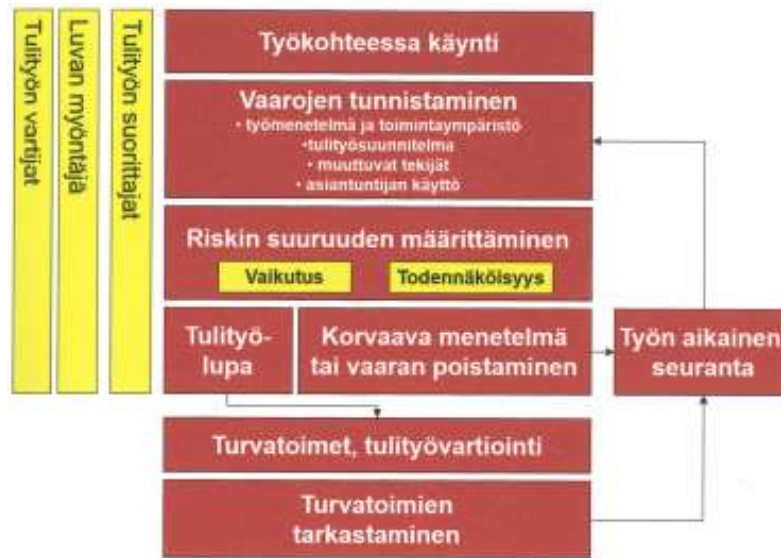 Tulityön vartijat
Luvan myöntäjä
Tulityön suorittajat
Työkohteessa käynti
Vaarojen tunnistaminen
• työmenetelmä ja toimintaympäristö
•tulityösuunnitelma
• muuttuvat tekijät
• asiantuntijan käyttö
Riskin suuruuden määrittäminen
Vaikutus
Todennäköisyys
Tulityö-
lupa
Korvaava menetelmä
tai vaaran poistaminen
Työn aikainen
seuranta
Turvatoimet, tulityövartiointi
Turvatoimien
tarkastaminen